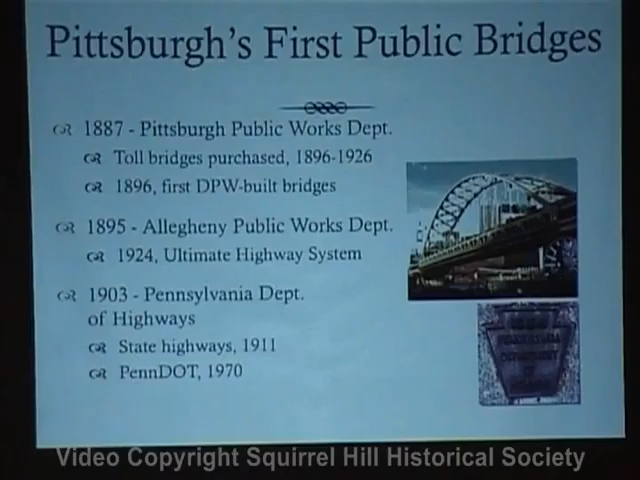 Pittsburgh's First Public Bridges
1887 - Pittsburgh Public Works Dept.
Toll bridges purchased, 1896-1926
1896, first DPW-built bridges
1895 - Allegheny Public Works Dept.
1924, Ultimate Highway System
1903 - Pennsylvania Dept.
of Highways
State highways, 1911
PennDOT, 1970
Video Copyright Squirrel Hill Historical Society